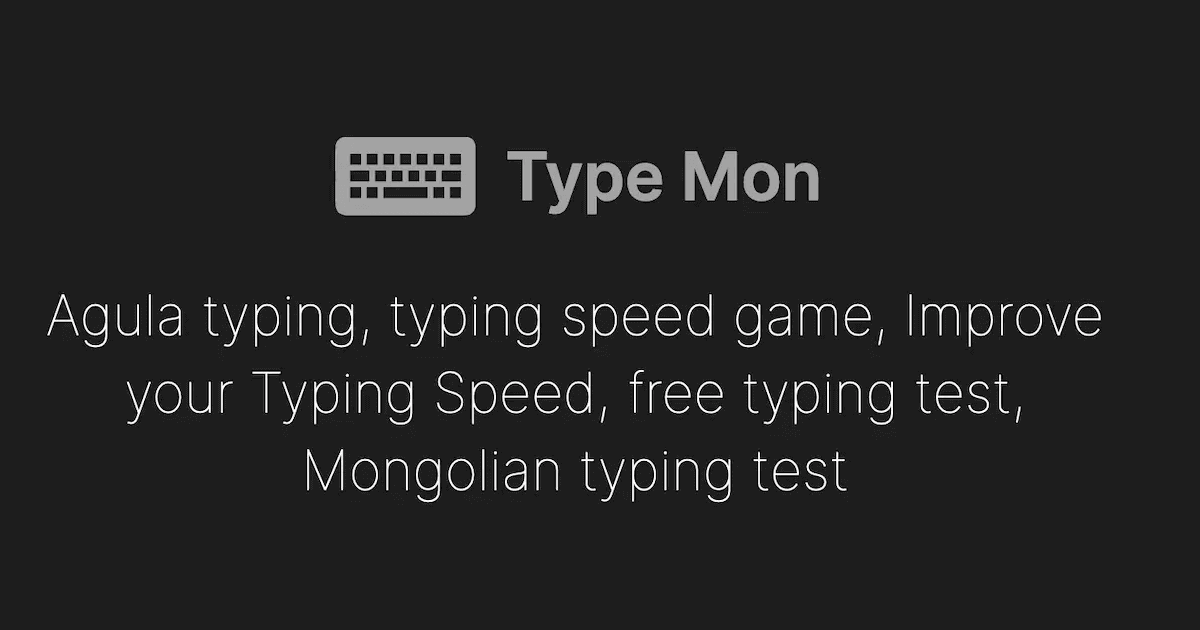 Type Mon
Agula typing, typing speed game, Improve
your Typing Speed, free typing test,
Mongolian typing test